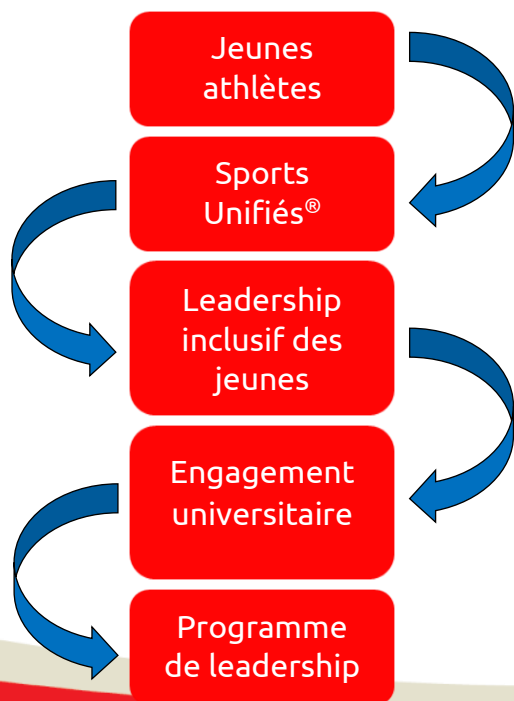 Jeunes
athlètes
Sports
Unifiés®
Leadership
inclusif des
jeunes
Engagement
universitaire
Programme
de leadership